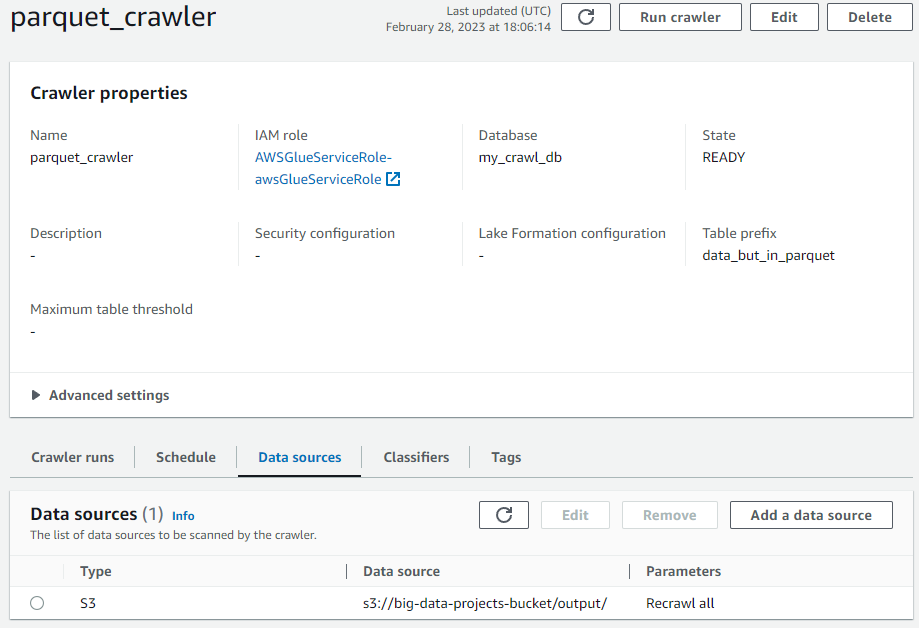 parquet_crawler
Last updated (UTC)
February 28, 2023 at 18:06:14
Run crawler
Edit
Delete
Crawler properties
Name
parquet_crawler
IAM role
AWSGlueServiceRole-
awsGlueServiceRole
Database
my_crawl_db
State
READY
Description
-
Security configuration
-
Lake Formation configuration
-
Table prefix
data_but_in_parquet
Maximum table threshold
-
Advanced settings
Crawler runs
Schedule
Data sources
Classifiers
Tags
Data sources (1) Info
The list of data sources to be scanned by the crawler.
Edit
Remove
Add a data source
Type
Data source
Parameters
S3
s3://big-data-projects-bucket/output/
Recrawl all